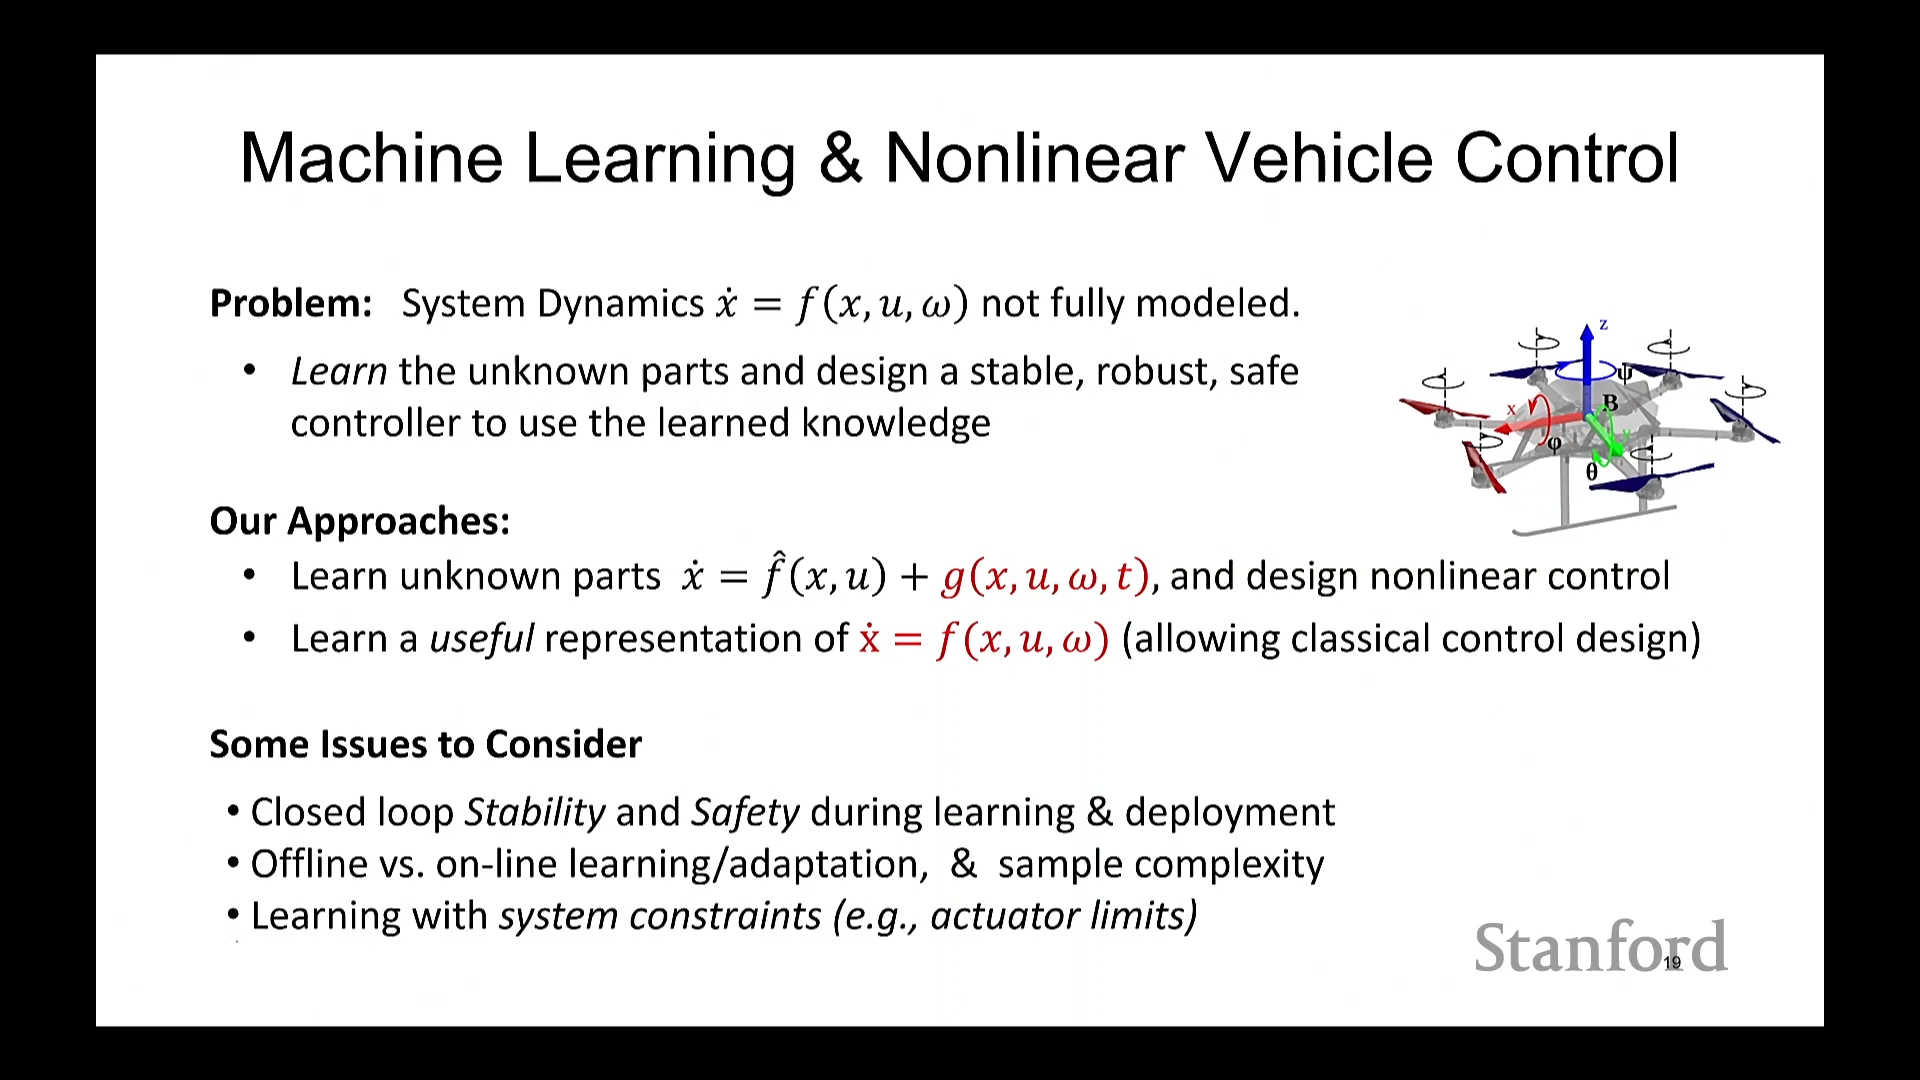 Machine Learning & Nonlinear Vehicle Control
Problem: System Dynamics ẋ = f(x, u, ω) not fully modeled.
• Learn the unknown parts and design a stable, robust, safe
controller to use the learned knowledge
z
ψ
B
x
y
φ
θ
Our Approaches:
• Learn unknown parts ẋ = f̂(x, u) + g(x, u, ω, t), and design nonlinear control
• Learn a useful representation of ẋ = f(x, u, ω) (allowing classical control design)
Some Issues to Consider
• Closed loop Stability and Safety during learning & deployment
• Offline vs. on-line learning/adaptation, & sample complexity
• Learning with system constraints (e.g., actuator limits)
Stanford
19